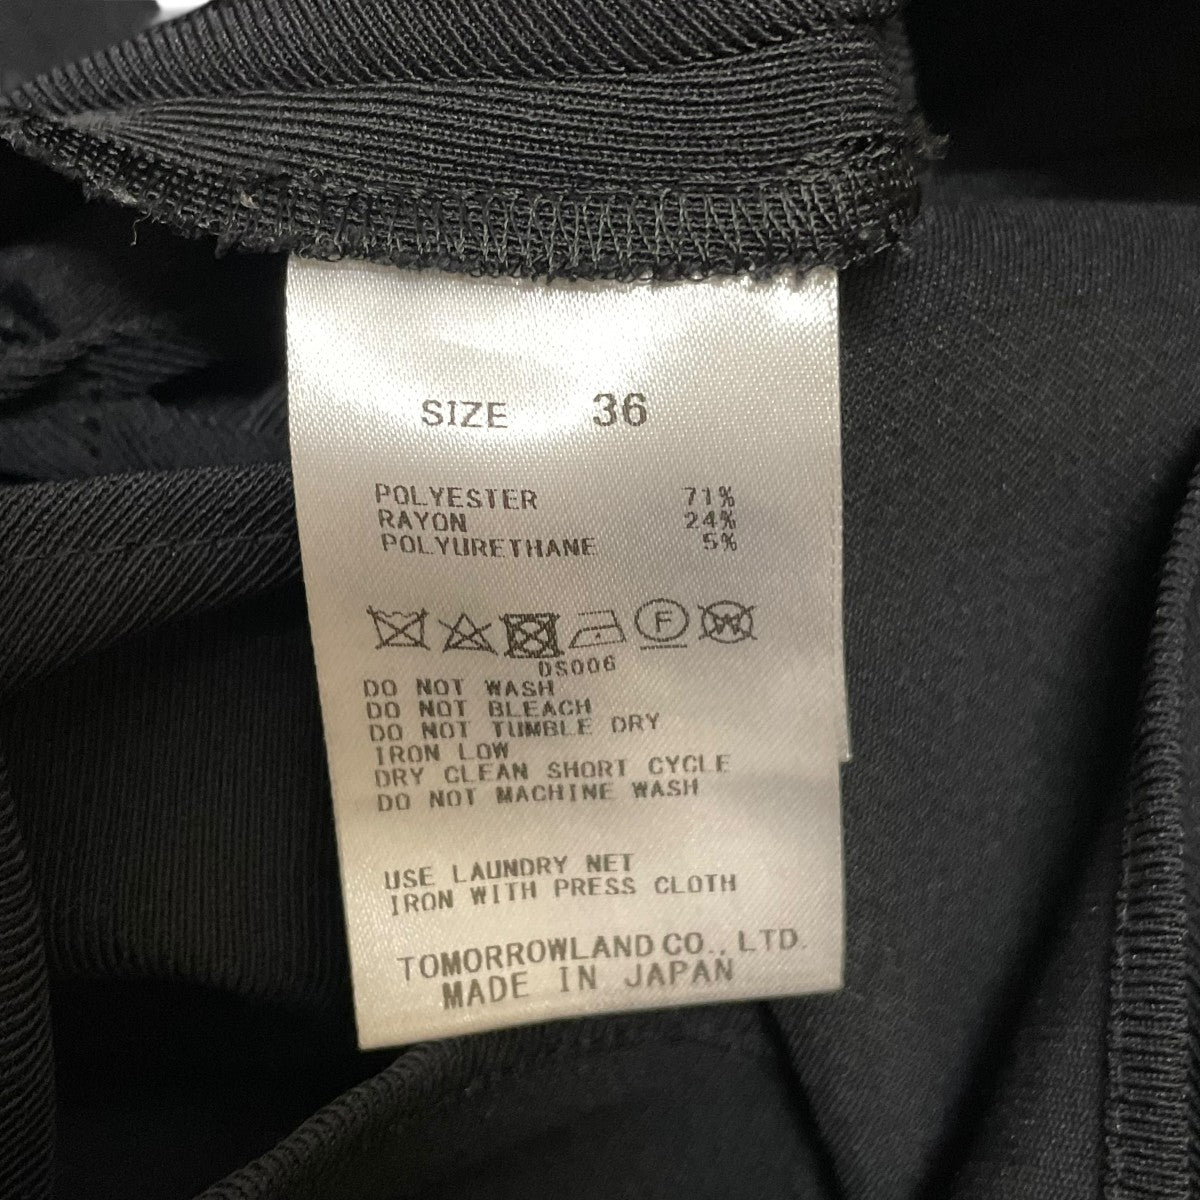 SIZE 36
POLYESTER 71%
RAYON 24%
POLYURETHANE 5%
F W
DS006
DO NOT WASH
DO NOT BLEACH
DO NOT TUMBLE DRY
IRON LOW
DRY CLEAN SHORT CYCLE
DO NOT MACHINE WASH
USE LAUNDRY NET
IRON WITH PRESS CLOTH
TOMORROWLAND CO., LTD.
MADE IN JAPAN